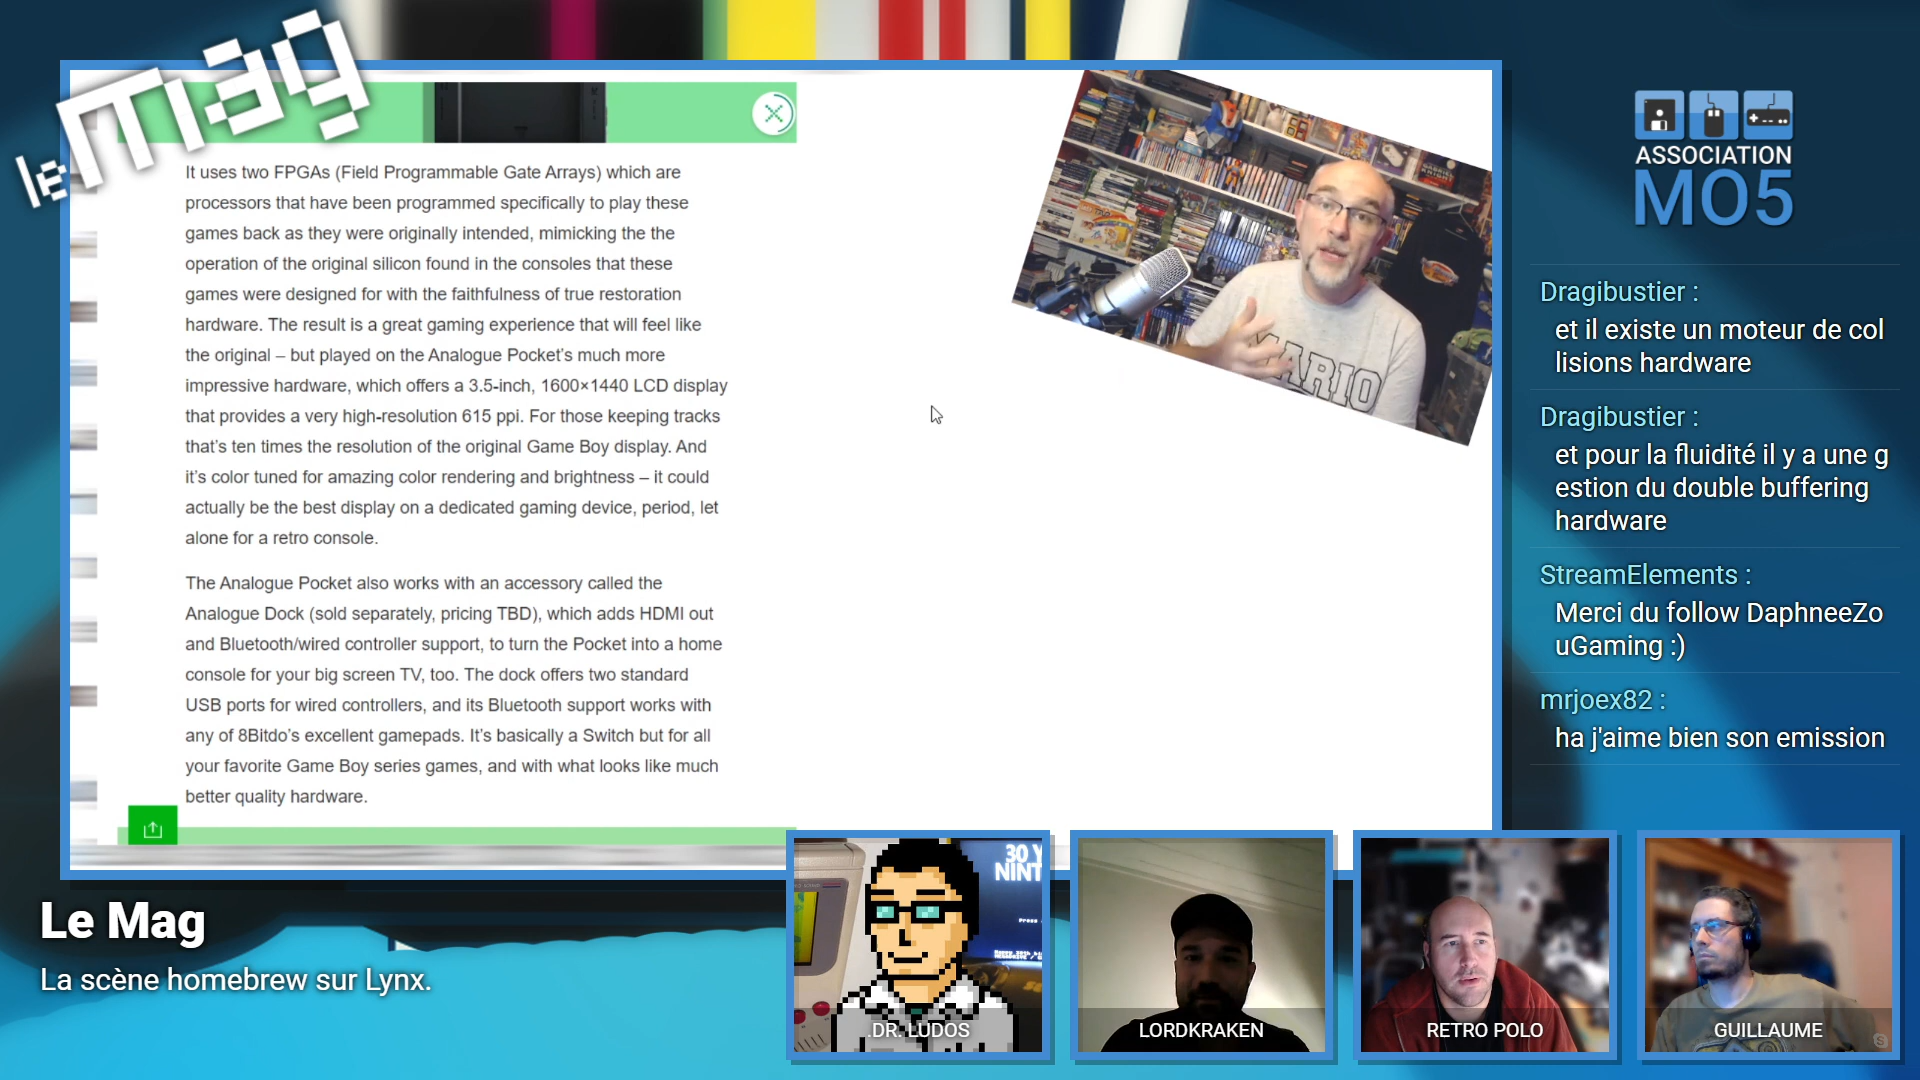 le mag
It uses two FPGAs (Field Programmable Gate Arrays) which are
processors that have been programmed specifically to play these
games back as they were originally intended, mimicking the the
operation of the original silicon found in the consoles that these
games were designed for with the faithfulness of true restoration
hardware. The result is a great gaming experience that will feel like
the original – but played on the Analogue Pocket’s much more
impressive hardware, which offers a 3.5-inch, 1600×1440 LCD display
that provides a very high-resolution 615 ppi. For those keeping tracks
that’s ten times the resolution of the original Game Boy display. And
it’s color tuned for amazing color rendering and brightness – it could
actually be the best display on a dedicated gaming device, period, let
alone for a retro console.
The Analogue Pocket also works with an accessory called the
Analogue Dock (sold separately, pricing TBD), which adds HDMI out
and Bluetooth/wired controller support, to turn the Pocket into a home
console for your big screen TV, too. The dock offers two standard
USB ports for wired controllers, and its Bluetooth support works with
any of 8Bitdo’s excellent gamepads. It’s basically a Switch but for all
your favorite Game Boy series games, and with what looks like much
better quality hardware.
MARIO
ASSOCIATION
MO5
Dragibustier :
et il existe un moteur de col
lisions hardware
Dragibustier :
et pour la fluidité il y a une g
estion du double buffering
hardware
StreamElements :
Merci du follow DaphneeZo
uGaming :)
mrjoex82 :
ha j'aime bien son emission
Le Mag
La scène homebrew sur Lynx.
30 Y
NINT
DR. LUDOS
LORDKRAKEN
RETRO POLO
GUILLAUME